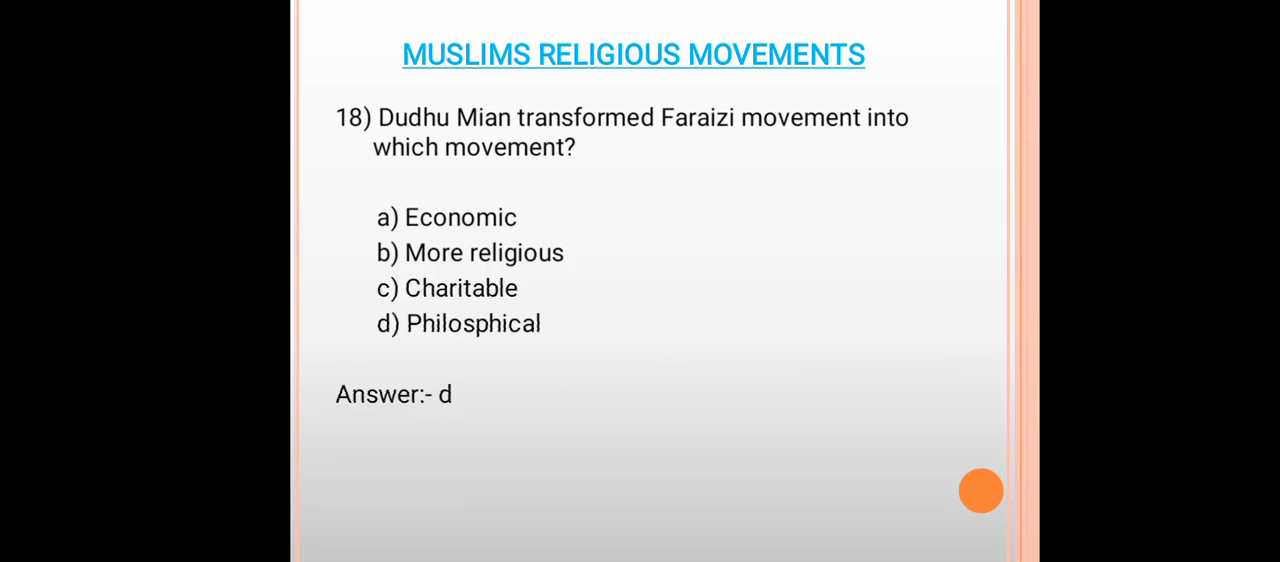 MUSLIMS RELIGIOUS MOVEMENTS
18) Dudhu Mian transformed Faraizi movement into
which movement?
a) Economic
b) More religious
c) Charitable
d) Philosphical
Answer:- d